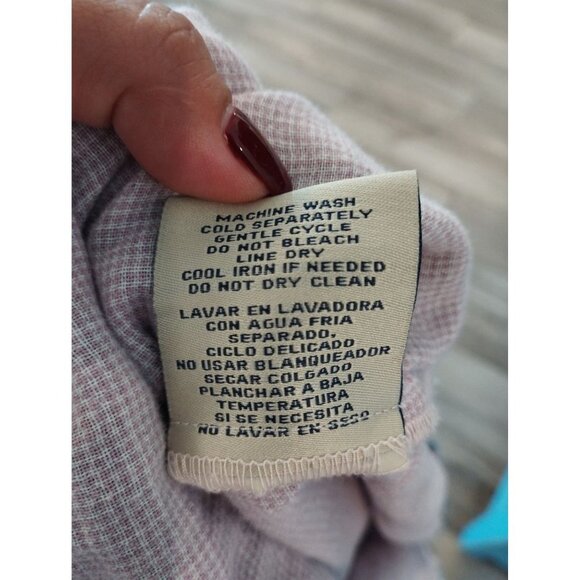 MACHINE WASH
COLD SEPARATELY
GENTLE CYCLE
DO NOT BLEACH
LINE DRY
COOL IRON IF NEEDED
DO NOT DRY CLEAN
LAVAR EN LAVADORA
CON AGUA FRIA
SEPARADO.
CICLO DELICADO
NO USAR BLANQUEADOR
SECAR COLGADO
PLANCHAR A BAJA
TEMPERATURA
SI SE NECESITA
NO LAVAR EN SECO